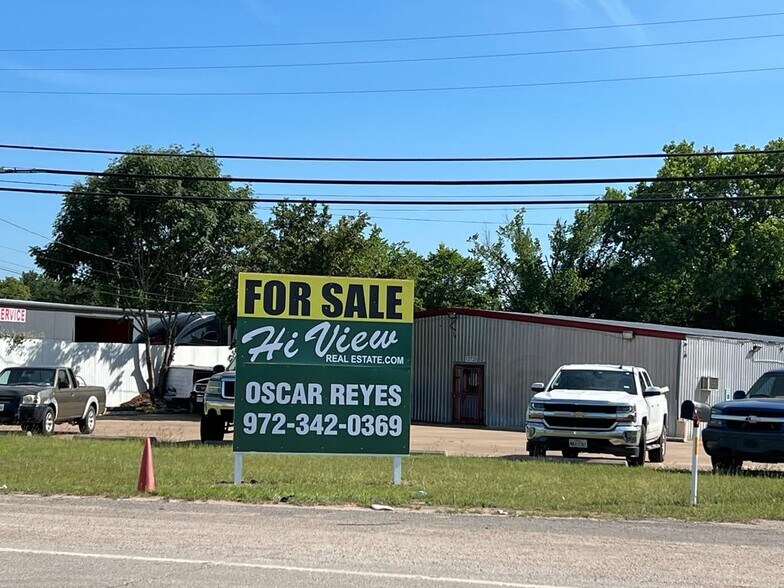 FOR SALE
Hi View
REAL ESTATE.COM
OSCAR REYES
972-342-0369
ERVICE